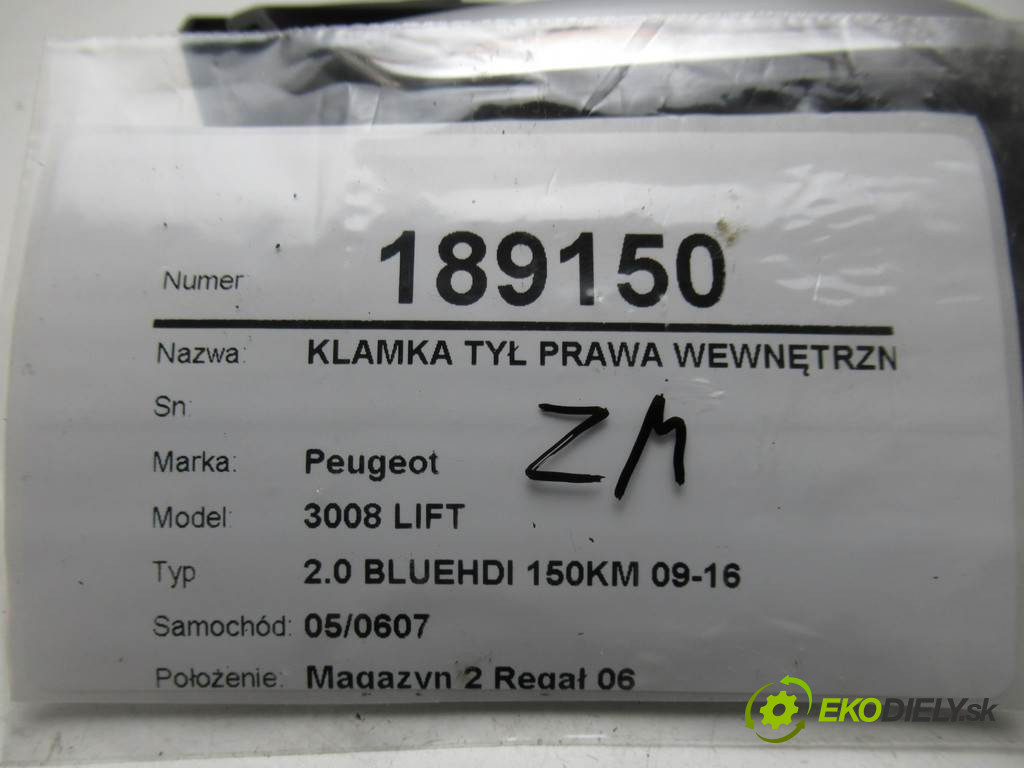 Numer 189150
Nazwa: KLAMKA TYŁ PRAWA WEWNĘTRZN
Sn:
ZM
Marka: Peugeot
Model: 3008 LIFT
Typ 2.0 BLUEHDI 150KM 09-16
Samochód: 05/0607
Położenie: Magazyn 2 Regał 06
EKODIELY.sk